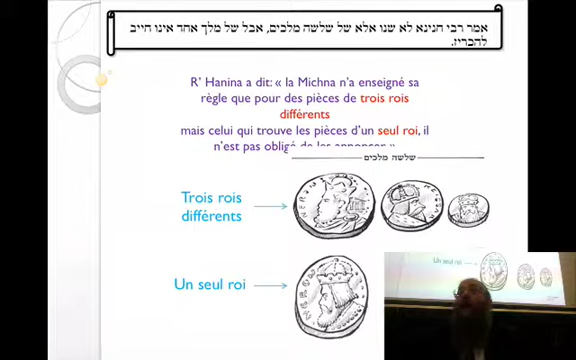 אמר רבי חנינא לא שנו אלא של שלשה מלכים, אבל של מלך אחד אינו חייב
להכריז.
R' Hanina a dit: « la Michna n'a enseigné sa
règle que pour des pièces de trois rois
différents
mais celui qui trouve les pièces d'un seul roi, il
n'est pas obligé de les annoncer »
שלשה מלכים
Trois rois
différents
Un seul roi
Un seul roi